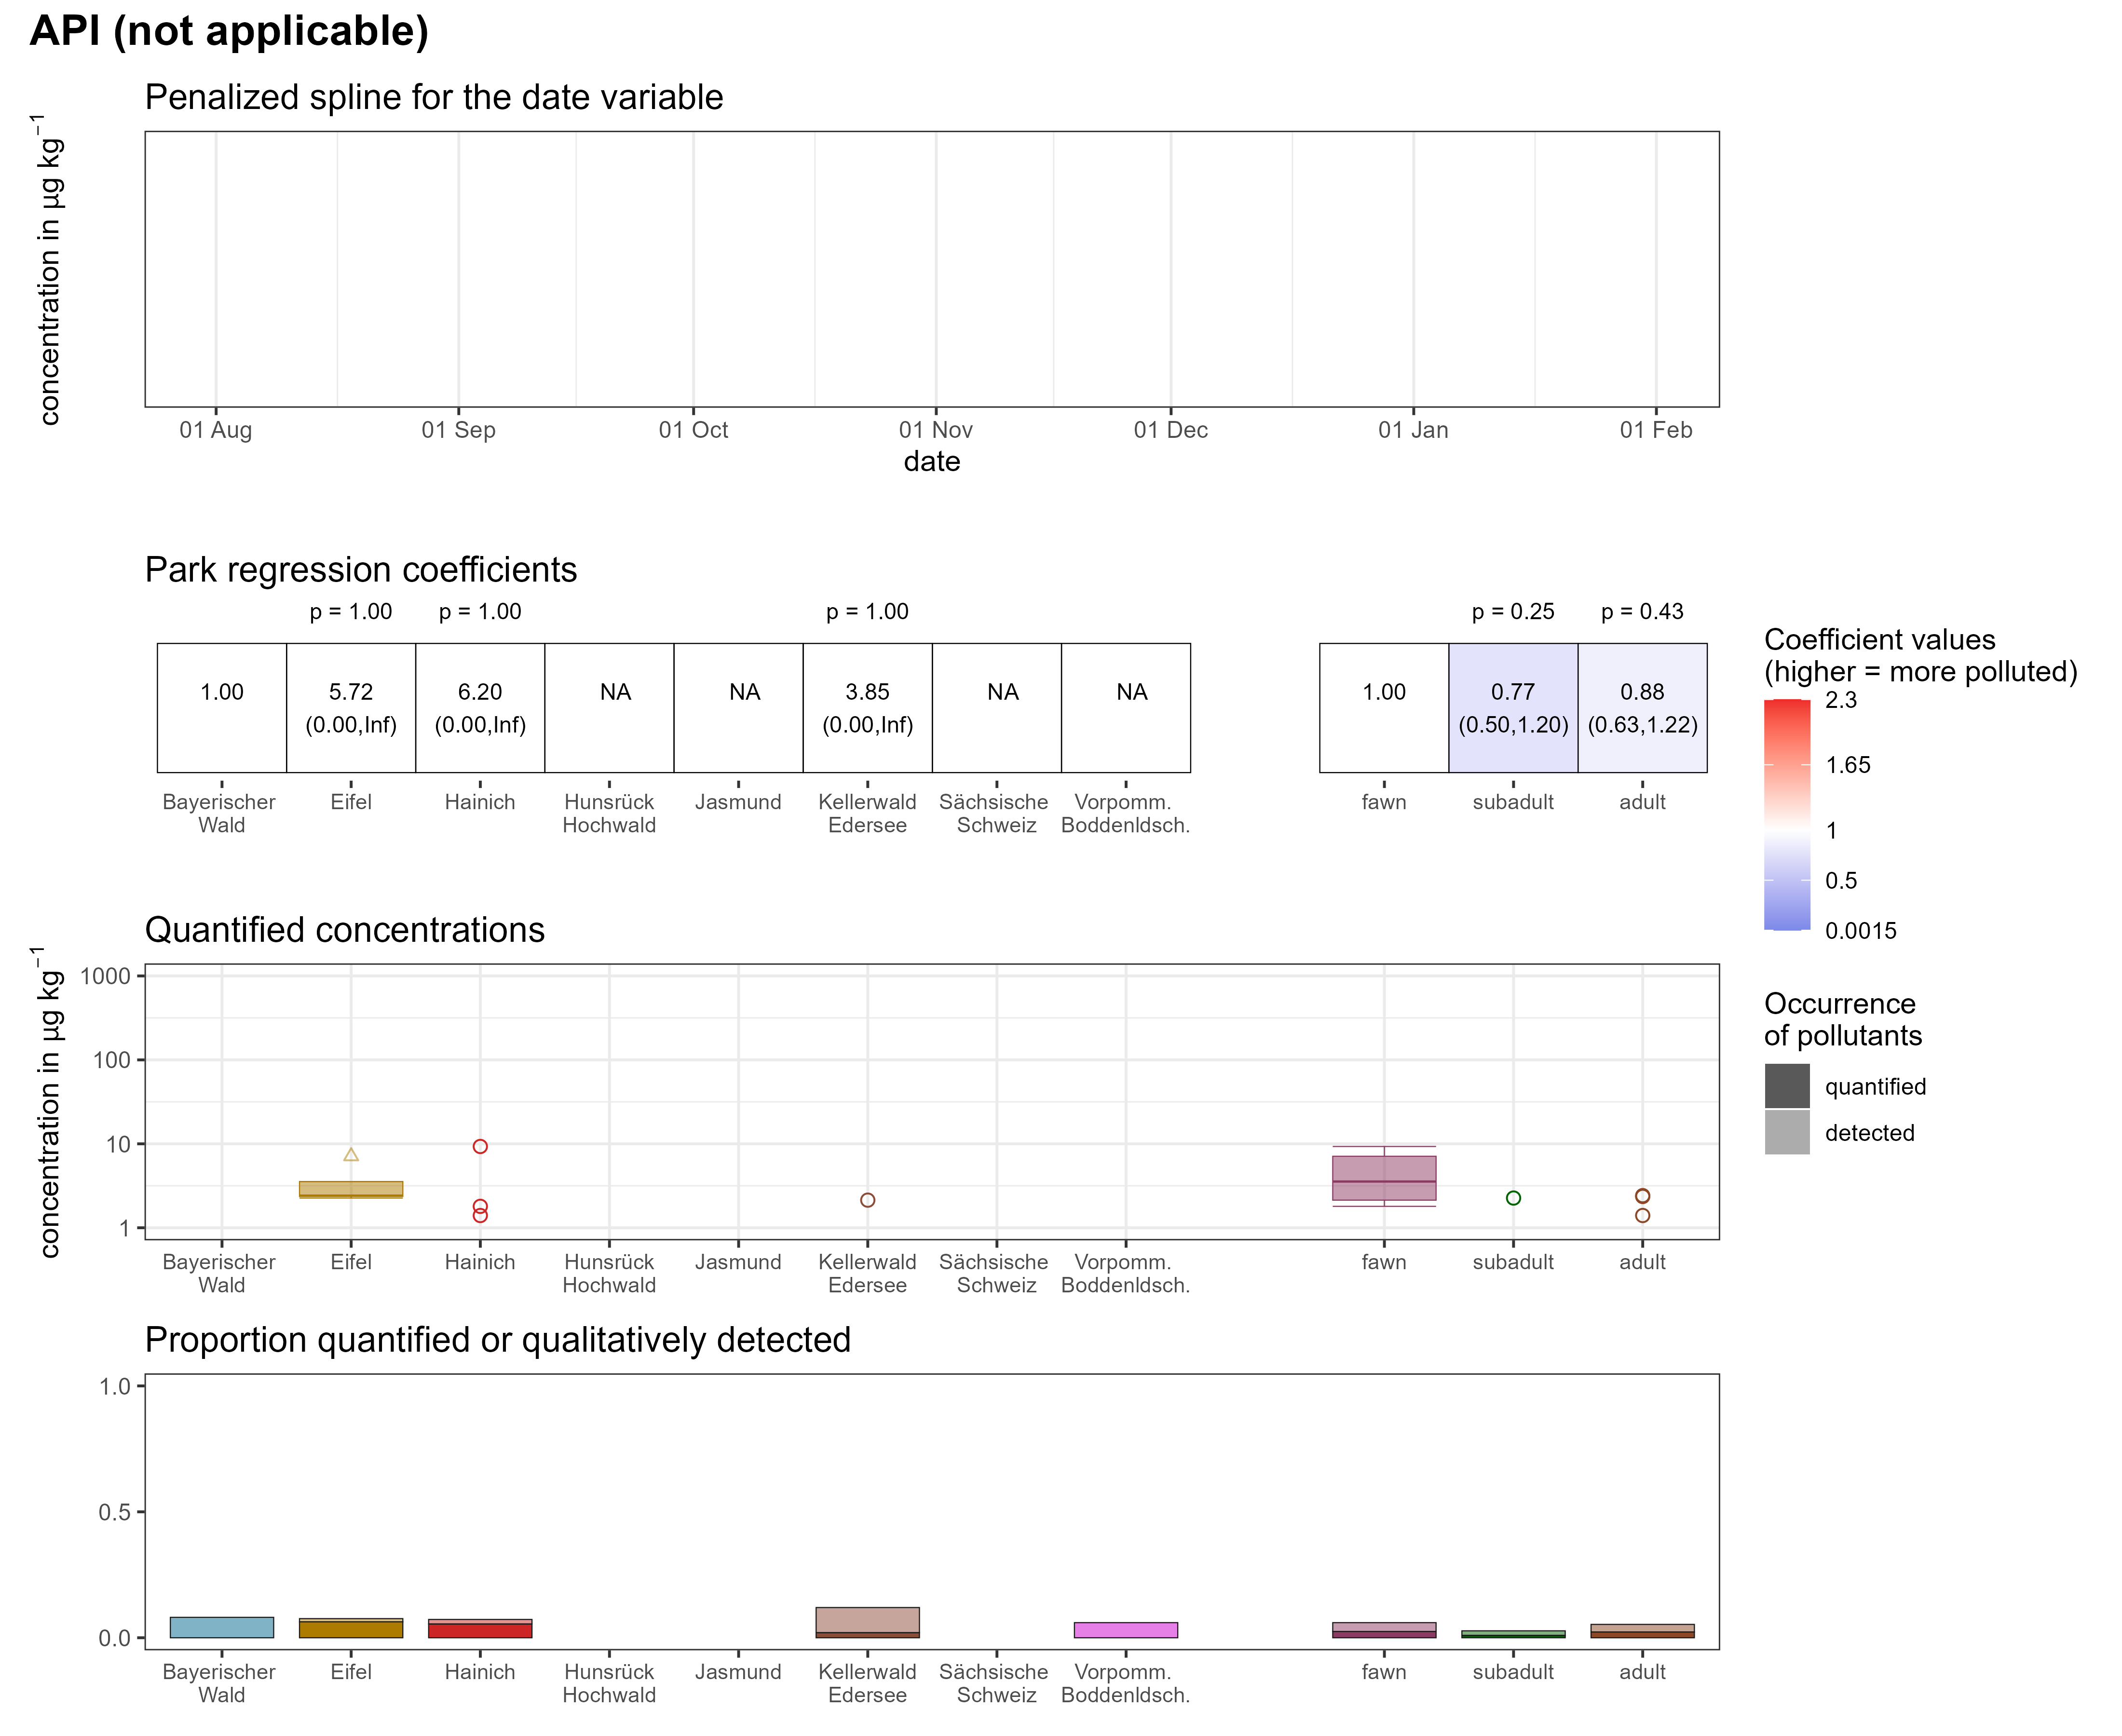 API (not applicable)
Penalized spline for the date variable
concentration in µg kg⁻¹
01 Aug 01 Sep 01 Oct 01 Nov 01 Dec 01 Jan 01 Feb
date
Park regression coefficients
p = 1.00 p = 1.00 p = 1.00 p = 0.25 p = 0.43
1.00 5.72 6.20 NA NA 3.85 NA NA 1.00 0.77 0.88
(0.00,Inf) (0.00,Inf) (0.00,Inf) (0.50,1.20) (0.63,1.22)
Bayerischer Eifel Hainich Hunsrück Jasmund Kellerwald Sächsische Vorpomm. fawn subadult adult
Wald Hochwald Edersee Schweiz Boddenldsch.
Coefficient values
(higher = more polluted)
2.3
1.65
1
0.5
0.0015
Quantified concentrations
concentration in µg kg⁻¹
1000
100
10
1
Bayerischer Eifel Hainich Hunsrück Jasmund Kellerwald Sächsische Vorpomm. fawn subadult adult
Wald Hochwald Edersee Schweiz Boddenldsch.
Occurrence
of pollutants
quantified
detected
Proportion quantified or qualitatively detected
1.0
0.5
0.0
Bayerischer Eifel Hainich Hunsrück Jasmund Kellerwald Sächsische Vorpomm. fawn subadult adult
Wald Hochwald Edersee Schweiz Boddenldsch.